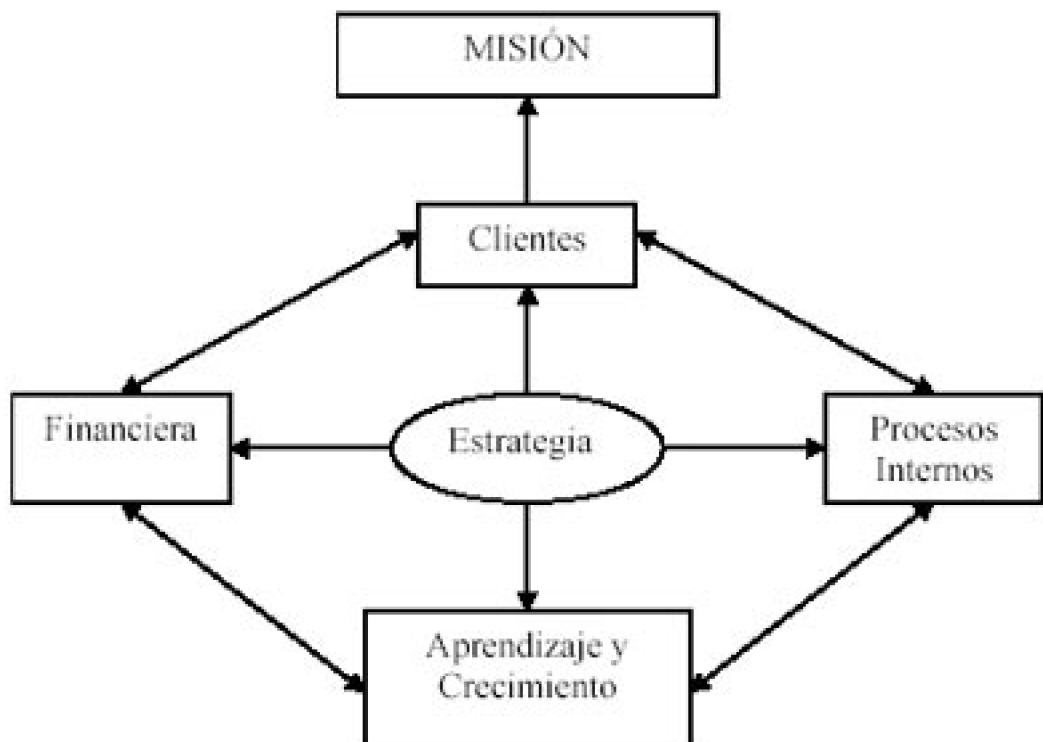 MISIÓN
Clientes
Financiera
Estrategia
Procesos
Internos
Aprendizaje y
Crecimiento